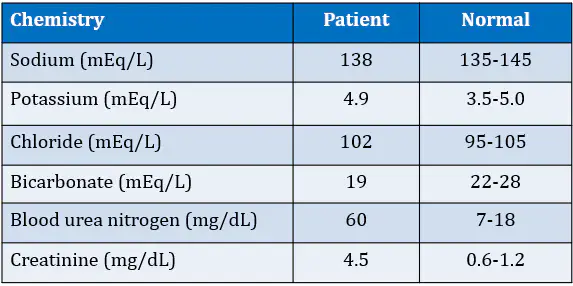 Chemistry Patient Normal
Sodium (mEq/L) 138 135-145
Potassium (mEq/L) 4.9 3.5-5.0
Chloride (mEq/L) 102 95-105
Bicarbonate (mEq/L) 19 22-28
Blood urea nitrogen (mg/dL) 60 7-18
Creatinine (mg/dL) 4.5 0.6-1.2